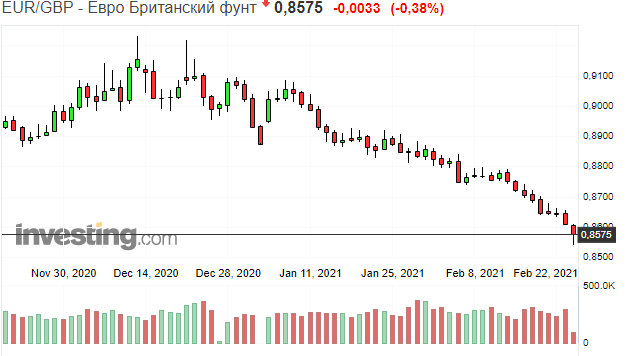 EUR/GBP - Евро Британский фунт 0,8575 -0,0033 (-0,38%)
0,9100
0,9000
0,8900
0,8800
0,8700
0,8600
0,8575
0,8500
investing.com
Nov 30, 2020 Dec 14, 2020 Dec 28, 2020 Jan 11, 2021 Jan 25, 2021 Feb 8, 2021 Feb 22, 2021
500.0K
0